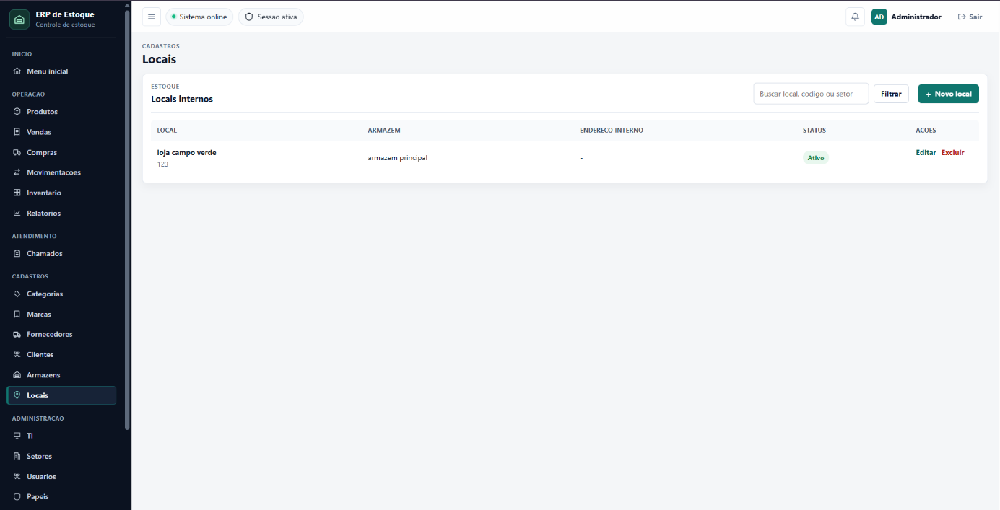 ERP de Estoque
Controle de estoque
INICIO
Menu inicial
OPERACAO
Produtos
Vendas
Compras
Movimentacoes
Inventario
Relatorios
ATENDIMENTO
Chamados
CADASTROS
Categorias
Marcas
Fornecedores
Clientes
Armazens
Locais
ADMINISTRACAO
TI
Setores
Usuarios
Papeis
Sistema online Sessao ativa AD Administrador Sair
CADASTROS
Locais
ESTOQUE
Locais internos
Buscar local, codigo ou setor Filtrar + Novo local
LOCAL ARMAZEM ENDERECO INTERNO STATUS ACOES
loja campo verde armazem principal - Ativo Editar Excluir
123